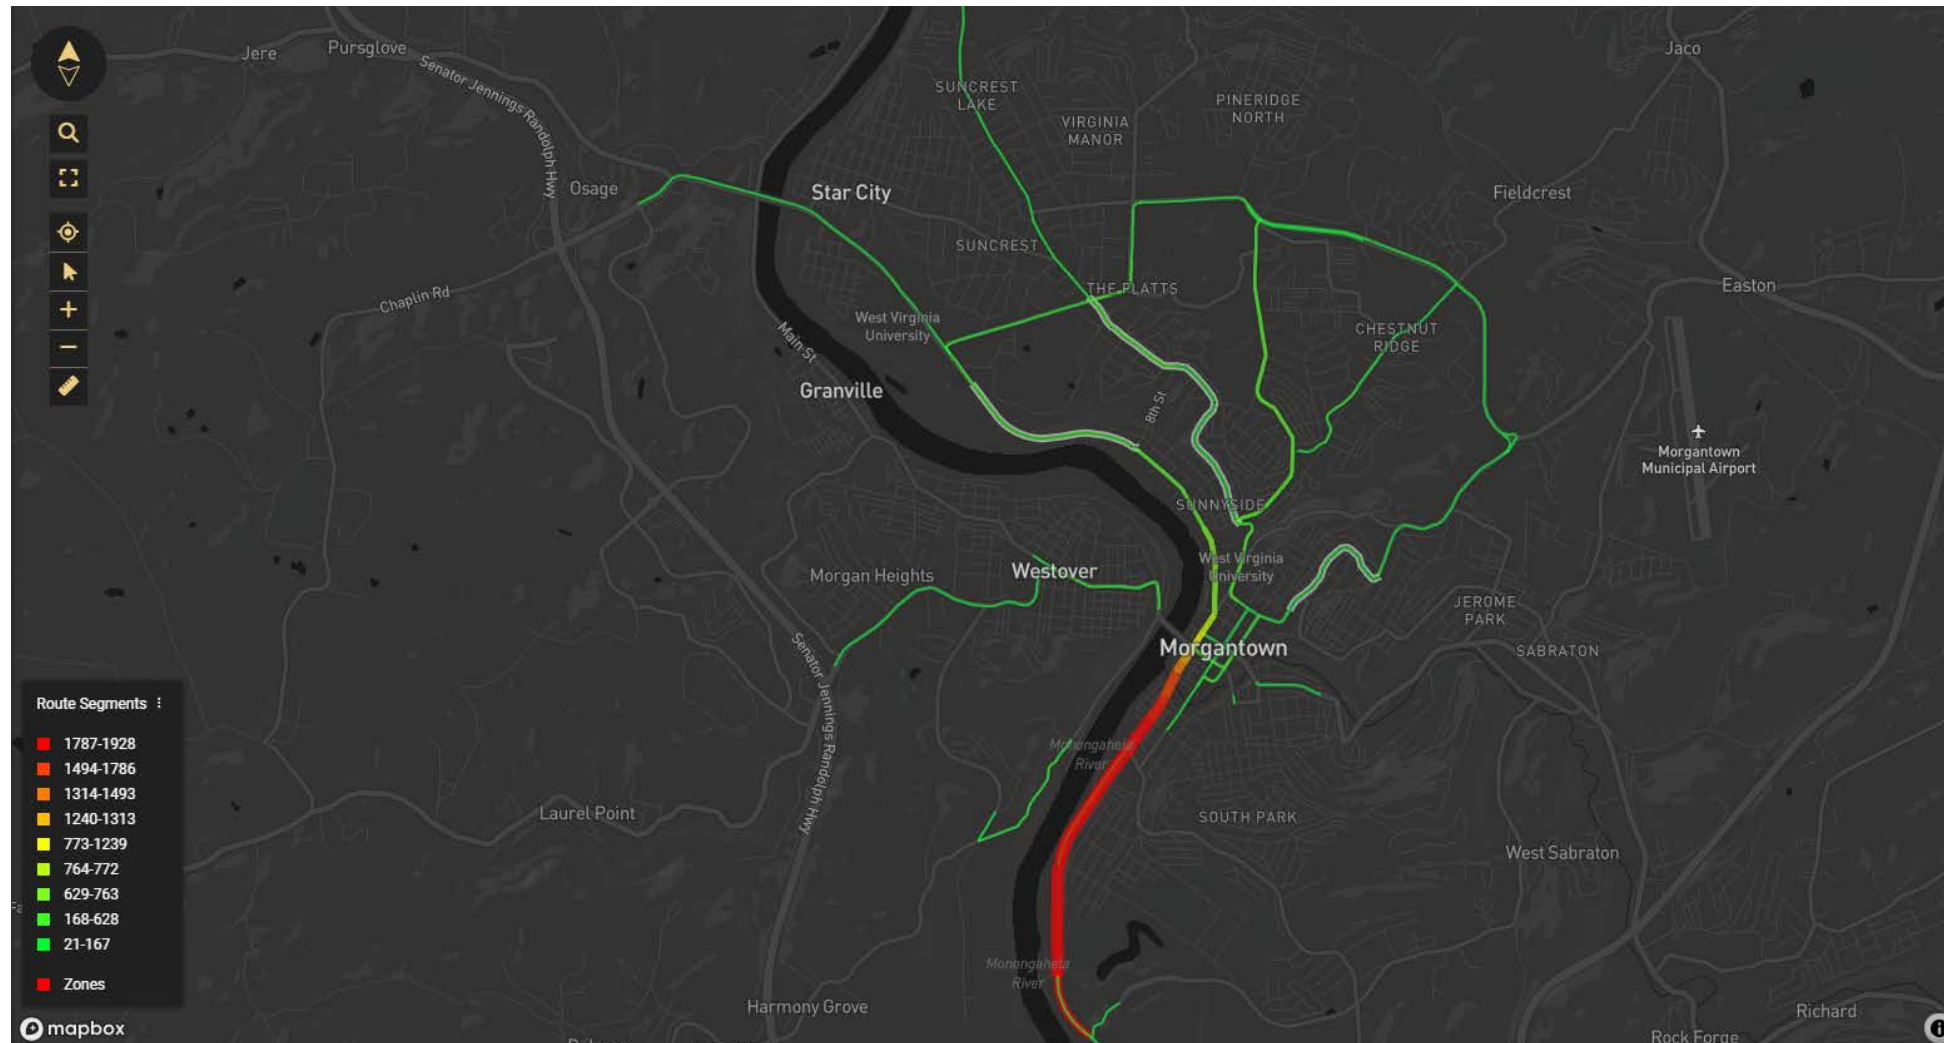 Jere
Pursglove
Senator Jennings Randolph Hwy
Osage
Chaplin Rd
Star City
SUNCREST
LAKE
VIRGINIA
MANOR
PINERIDGE
NORTH
Jaco
Fieldcrest
SUNCREST
THE FLATTS
Easton
West Virginia
University
CHESTNUT
RIDGE
Main St
Granville
8th St
Morgantown
Municipal Airport
SUNNYSIDE
West Virginia
University
Morgan Heights
Westover
JEROME
PARK
Morgantown
SABRATON
Senator Jennings Randolph Hwy
Monongahela
River
Laurel Point
SOUTH PARK
West Sabraton
Monongahela
River
Harmony Grove
Richard
Rock Forge
Route Segments
1787-1928
1494-1786
1314-1493
1240-1313
773-1239
764-772
629-763
168-628
21-167
Zones
mapbox